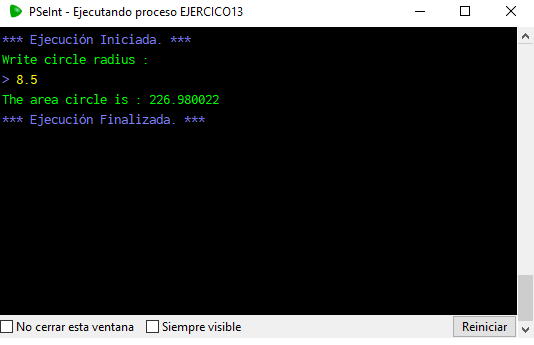 PSeInt - Ejecutando proceso EJERCICO13
*** Ejecución Iniciada. ***
Write circle radius :
> 8.5
The area circle is : 226.980022
*** Ejecución Finalizada. ***
No cerrar esta ventana
Siempre visible
Reiniciar